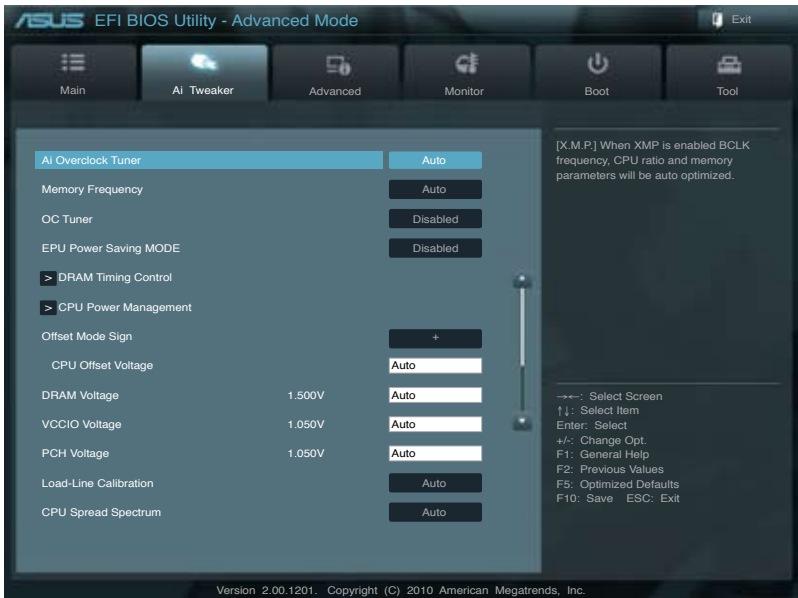 ASUS EFI BIOS Utility - Advanced Mode
Exit
Main
Ai Tweaker
Advanced
Monitor
Boot
Tool
Ai Overclock Tuner Auto
Memory Frequency Auto
OC Tuner Disabled
EPU Power Saving MODE Disabled
> DRAM Timing Control
> CPU Power Management
Offset Mode Sign +
CPU Offset Voltage Auto
DRAM Voltage 1.500V Auto
VCCIO Voltage 1.050V Auto
PCH Voltage 1.050V Auto
Load-Line Calibration Auto
CPU Spread Spectrum Auto
[X.M.P.] When XMP is enabled BCLK
frequency, CPU ratio and memory
parameters will be auto optimized.
→←: Select Screen
↑↓: Select Item
Enter: Select
+/-: Change Opt.
F1: General Help
F2: Previous Values
F5: Optimized Defaults
F10: Save ESC: Exit
Version 2.00.1201. Copyright (C) 2010 American Megatrends, Inc.